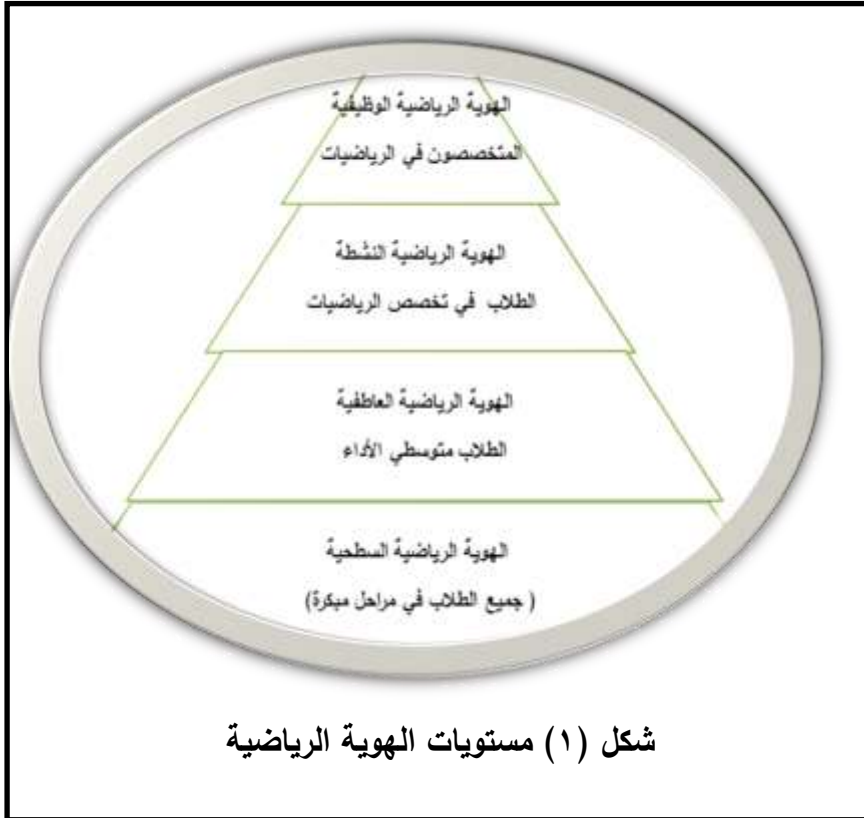 الهوية الرياضية الوظيفية
المتخصصون في الرياضيات
الهوية الرياضية النشطة
الطلاب في تخصص الرياضيات
الهوية الرياضية العاطفية
الطلاب متوسطي الأداء
الهوية الرياضية السطحية
( جميع الطلاب في مراحل مبكرة)
شكل (١) مستويات الهوية الرياضية